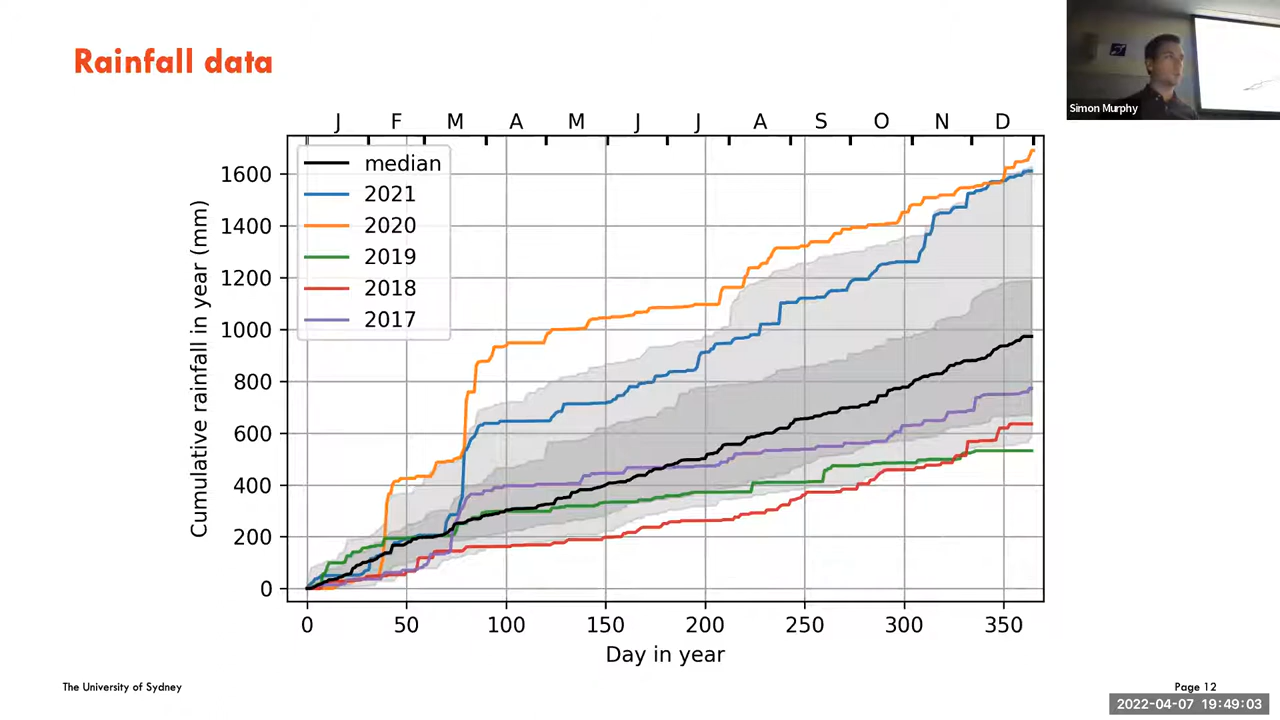 Rainfall data
Simon Murphy
J F M A M J J A S O N D
median
2021
2020
2019
2018
2017
Cumulative rainfall in year (mm)
1600
1400
1200
1000
800
600
400
200
0
0 50 100 150 200 250 300 350
Day in year
The University of Sydney
Page 12
2022-04-07 19:49:03